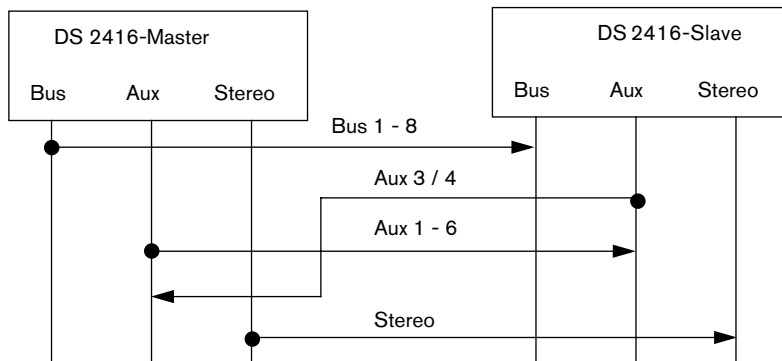 DS 2416-Master
DS 2416-Slave
Bus Aux Stereo
Bus Aux Stereo
Bus 1 - 8
Aux 3 / 4
Aux 1 - 6
Stereo